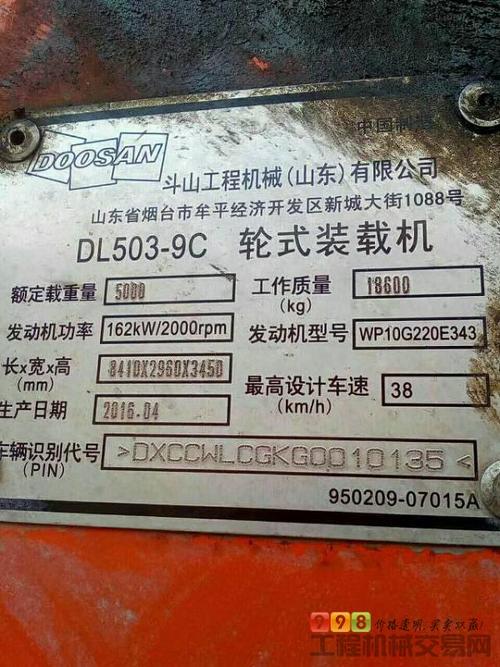 中国制造
DOOSAN
斗山工程机械(山东)有限公司
山东省烟台市牟平经济开发区新城大街1088号
DL503-9C 轮式装载机
额定载重量 5000 工作质量 (kg) 18600
发动机功率 162kW/2000rpm 发动机型号 WP10G220E343
长x宽x高 (mm) 8410X2960X3450 最高设计车速 (km/h) 38
生产日期 2016.04
车辆识别代号 (PIN) >DXCCWLCGKG0010135<
950209-07015A
998 价格透明,买卖双赢!
工程机械交易网